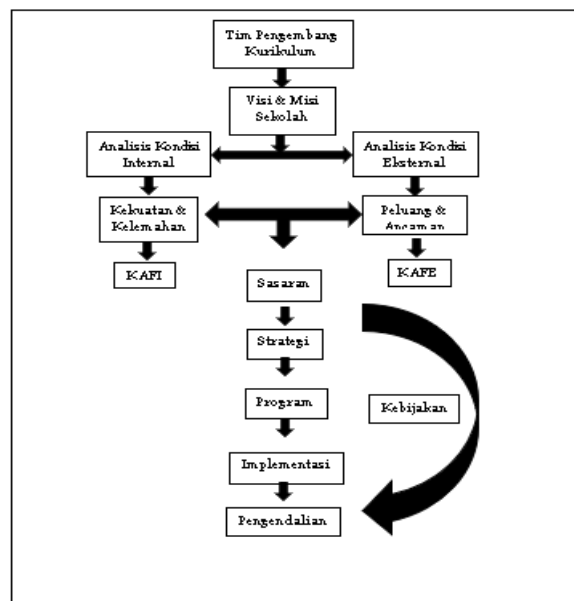 Tim Pengembang
Kurikulum
Visi & Misi
Sekolah
Analisis Kondisi
Internal
Analisis Kondisi
Eksternal
Kekuatan &
Kelemahan
Peluang &
Ancaman
KAFI
KAFE
Sasaran
Strategi
Program
Kebijakan
Implementasi
Pengendalian